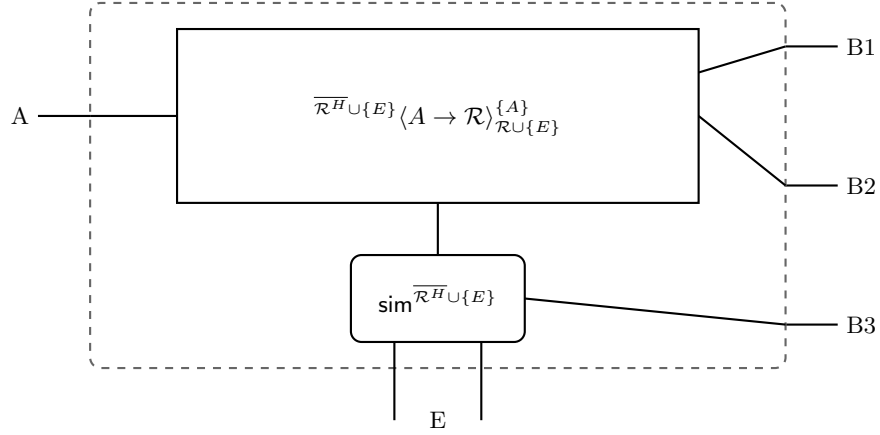 B1
A
$^{\overline{\mathcal{R}^H} \cup \{E\}}\langle A \to \mathcal{R} \rangle^{\{A\}}_{\mathcal{R} \cup \{E\}}$
B2
$\mathsf{sim}^{\overline{\mathcal{R}^H} \cup \{E\}}$
B3
E